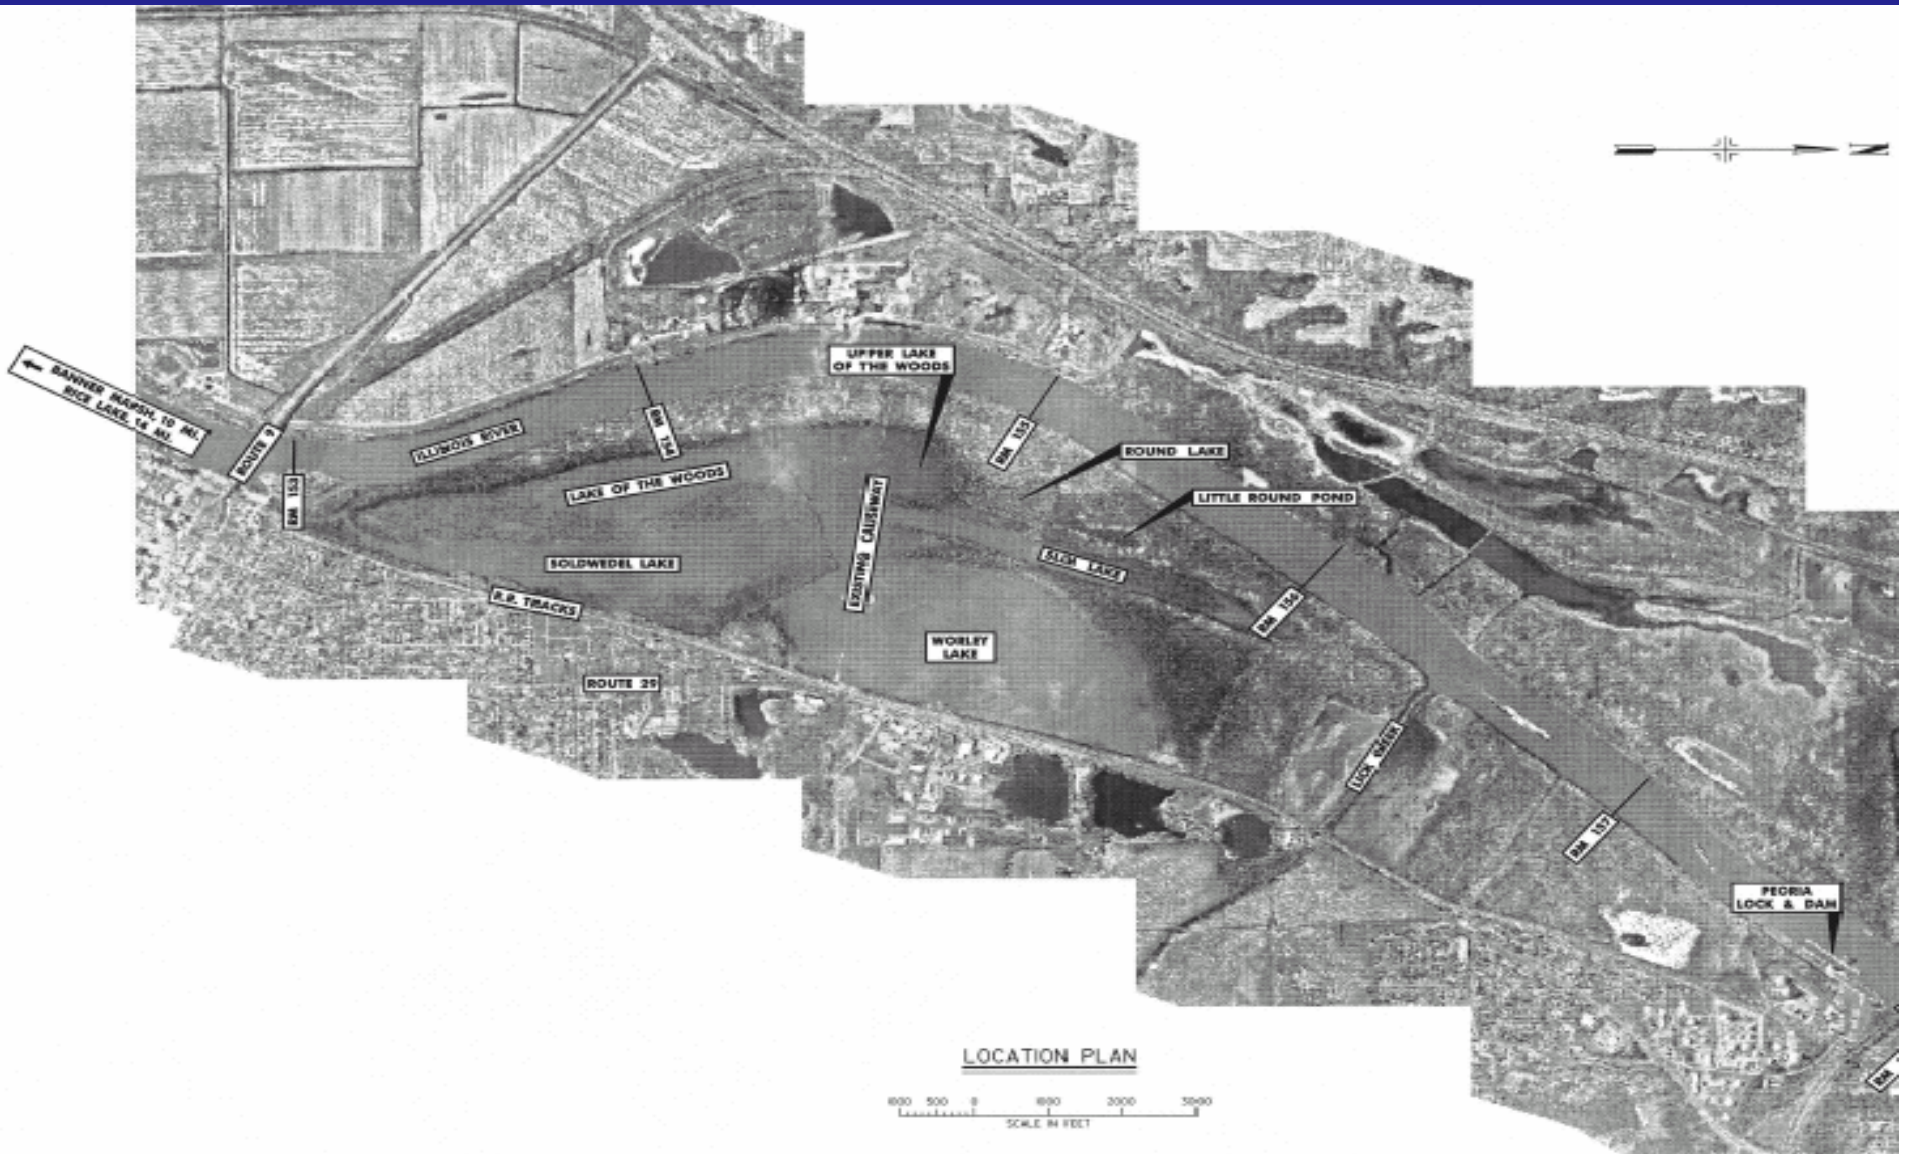 N
UPPER LAKE
OF THE WOODS
BANNER MARSH, 10 MI.
RICE LAKE, 16 MI.
ROUTE 9
RM 153
ILLINOIS RIVER
RM 154
LAKE OF THE WOODS
RM 155
ROUND LAKE
LITTLE ROUND POND
EXISTING CAUSEWAY
SLIM LAKE
SOLDWEDEL LAKE
R.R. TRACKS
RM 156
WORLEY
LAKE
ROUTE 29
LICK CREEK
RM 157
PEORIA
LOCK & DAM
RM
LOCATION PLAN
1000 500 0 1000 2000 3000
SCALE IN FEET